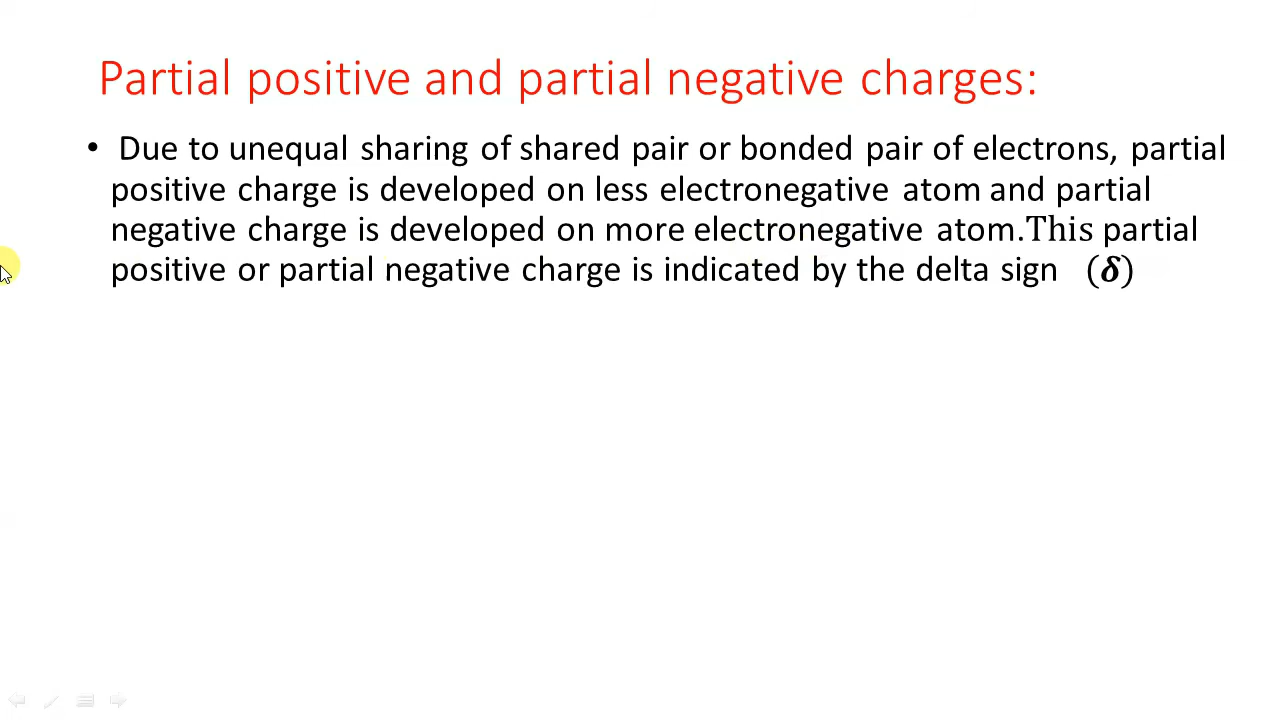 Partial positive and partial negative charges:
• Due to unequal sharing of shared pair or bonded pair of electrons, partial
positive charge is developed on less electronegative atom and partial
negative charge is developed on more electronegative atom.This partial
positive or partial negative charge is indicated by the delta sign (δ)